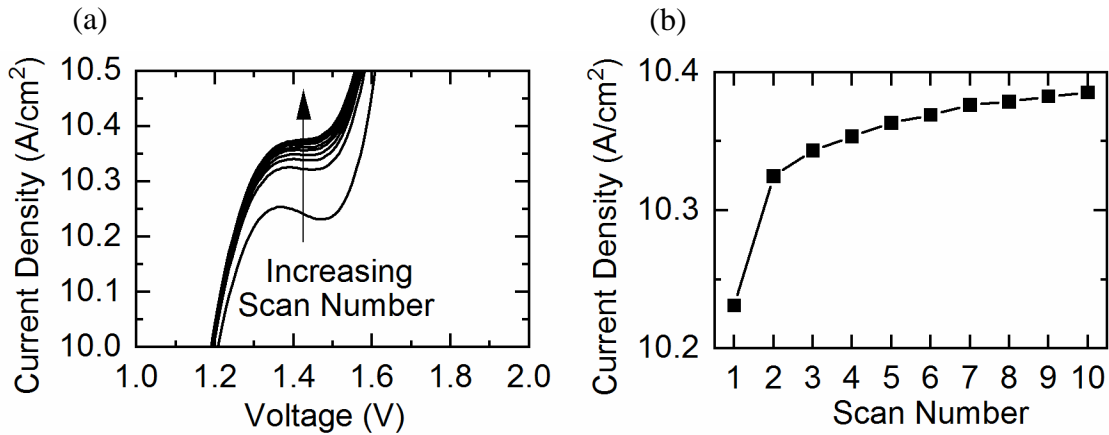 (a)
10.5
10.4
10.3
10.2
10.1
10.0
Current Density (A/cm²)
Increasing
Scan Number
1.0 1.2 1.4 1.6 1.8 2.0
Voltage (V)
(b)
10.4
10.3
10.2
Current Density (A/cm²)
1 2 3 4 5 6 7 8 9 10
Scan Number